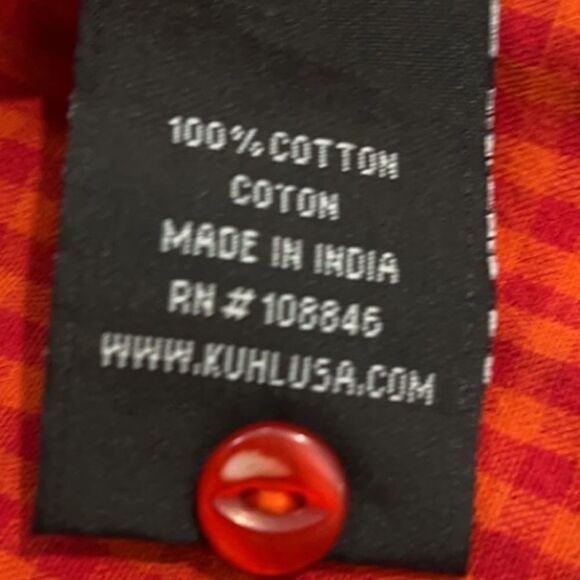 100% COTTON
COTON
MADE IN INDIA
RN # 108846
WWW.KUHLUSA.COM